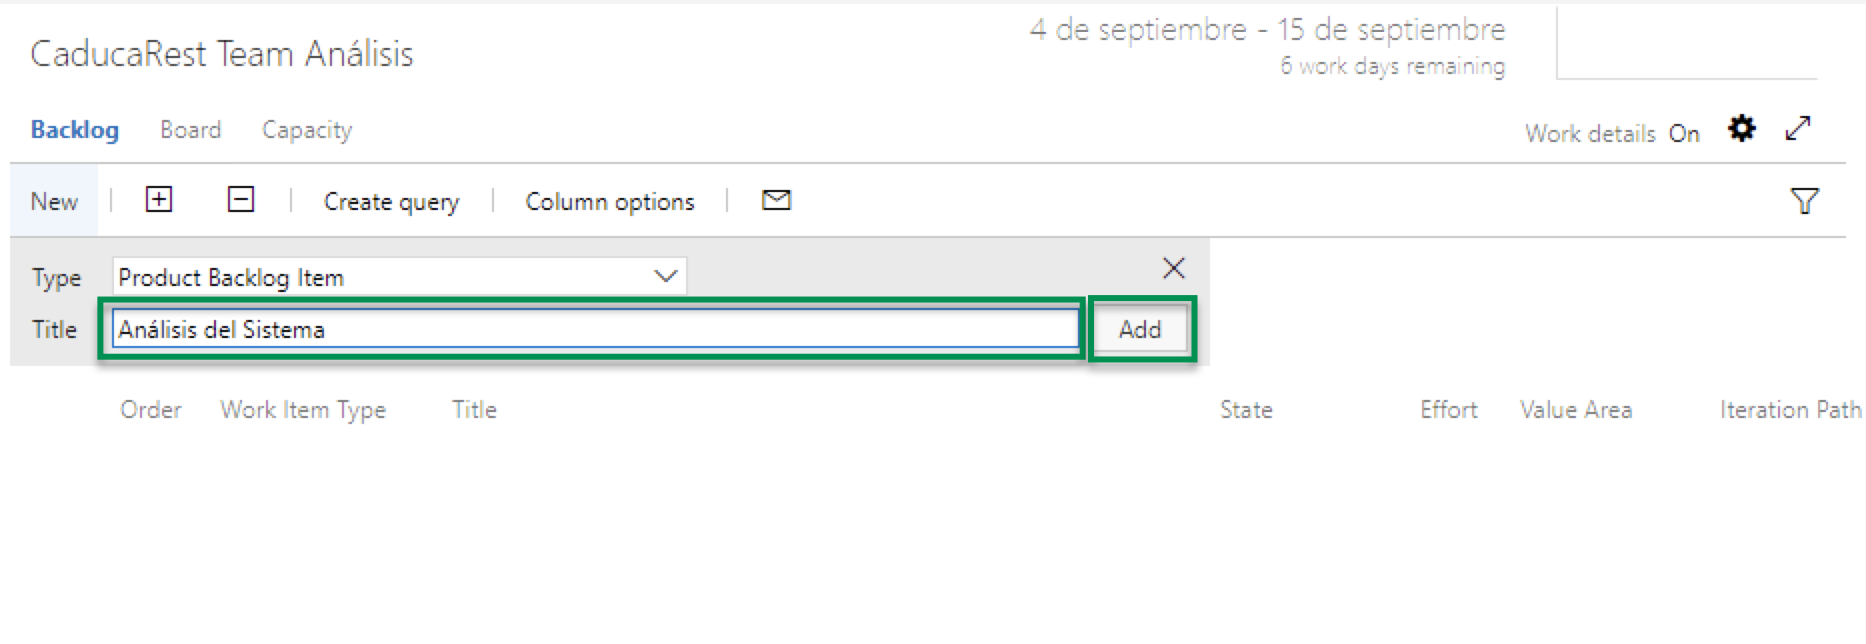 CaducaRest Team Análisis
4 de septiembre - 15 de septiembre
6 work days remaining
Backlog Board Capacity
Work details On
New Create query Column options
Type Product Backlog Item
Title Análisis del Sistema Add
Order Work Item Type Title State Effort Value Area Iteration Path